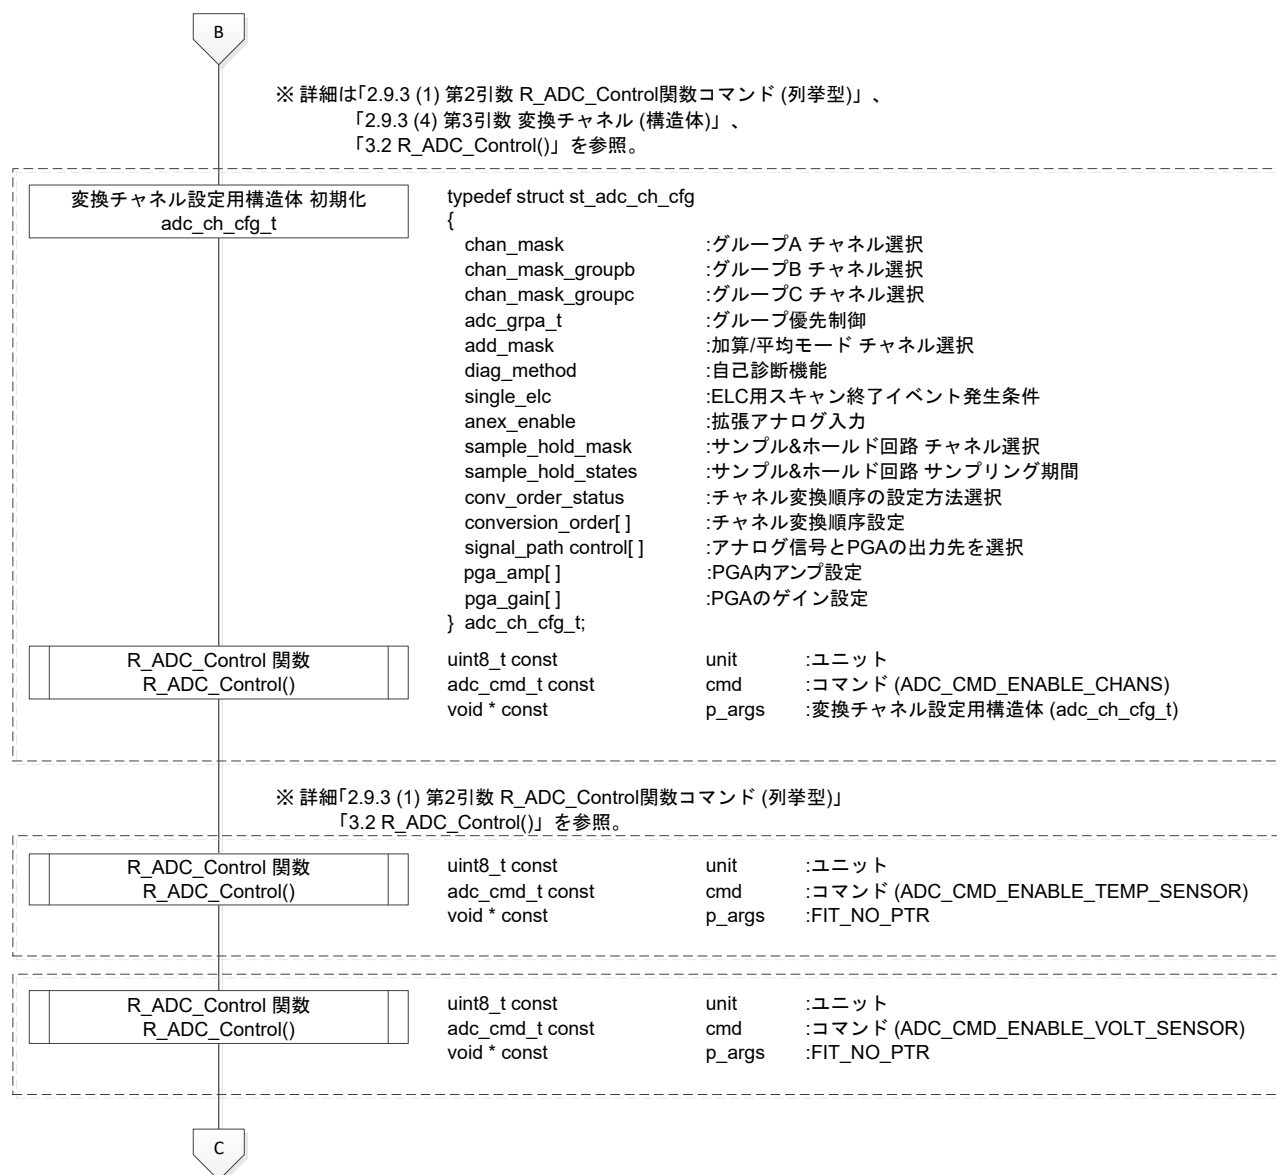 B
※ 詳細は「2.9.3 (1) 第2引数 R_ADC_Control関数コマンド (列挙型)」、
「2.9.3 (4) 第3引数 変換チャネル (構造体)」、
「3.2 R_ADC_Control()」を参照。
変換チャネル設定用構造体 初期化
adc_ch_cfg_t
typedef struct st_adc_ch_cfg
{
chan_mask :グループA チャネル選択
chan_mask_groupb :グループB チャネル選択
chan_mask_groupc :グループC チャネル選択
adc_grpa_t :グループ優先制御
add_mask :加算/平均モード チャネル選択
diag_method :自己診断機能
single_elc :ELC用スキャン終了イベント発生条件
anex_enable :拡張アナログ入力
sample_hold_mask :サンプル&ホールド回路 チャネル選択
sample_hold_states :サンプル&ホールド回路 サンプリング期間
conv_order_status :チャネル変換順序の設定方法選択
conversion_order[ ] :チャネル変換順序設定
signal_path control[ ] :アナログ信号とPGAの出力先を選択
pga_amp[ ] :PGA内アンプ設定
pga_gain[ ] :PGAのゲイン設定
} adc_ch_cfg_t;
R_ADC_Control 関数
R_ADC_Control()
uint8_t const unit :ユニット
adc_cmd_t const cmd :コマンド (ADC_CMD_ENABLE_CHANS)
void * const p_args :変換チャネル設定用構造体 (adc_ch_cfg_t)
※ 詳細「2.9.3 (1) 第2引数 R_ADC_Control関数コマンド (列挙型)」
「3.2 R_ADC_Control()」を参照。
R_ADC_Control 関数
R_ADC_Control()
uint8_t const unit :ユニット
adc_cmd_t const cmd :コマンド (ADC_CMD_ENABLE_TEMP_SENSOR)
void * const p_args :FIT_NO_PTR
R_ADC_Control 関数
R_ADC_Control()
uint8_t const unit :ユニット
adc_cmd_t const cmd :コマンド (ADC_CMD_ENABLE_VOLT_SENSOR)
void * const p_args :FIT_NO_PTR
C